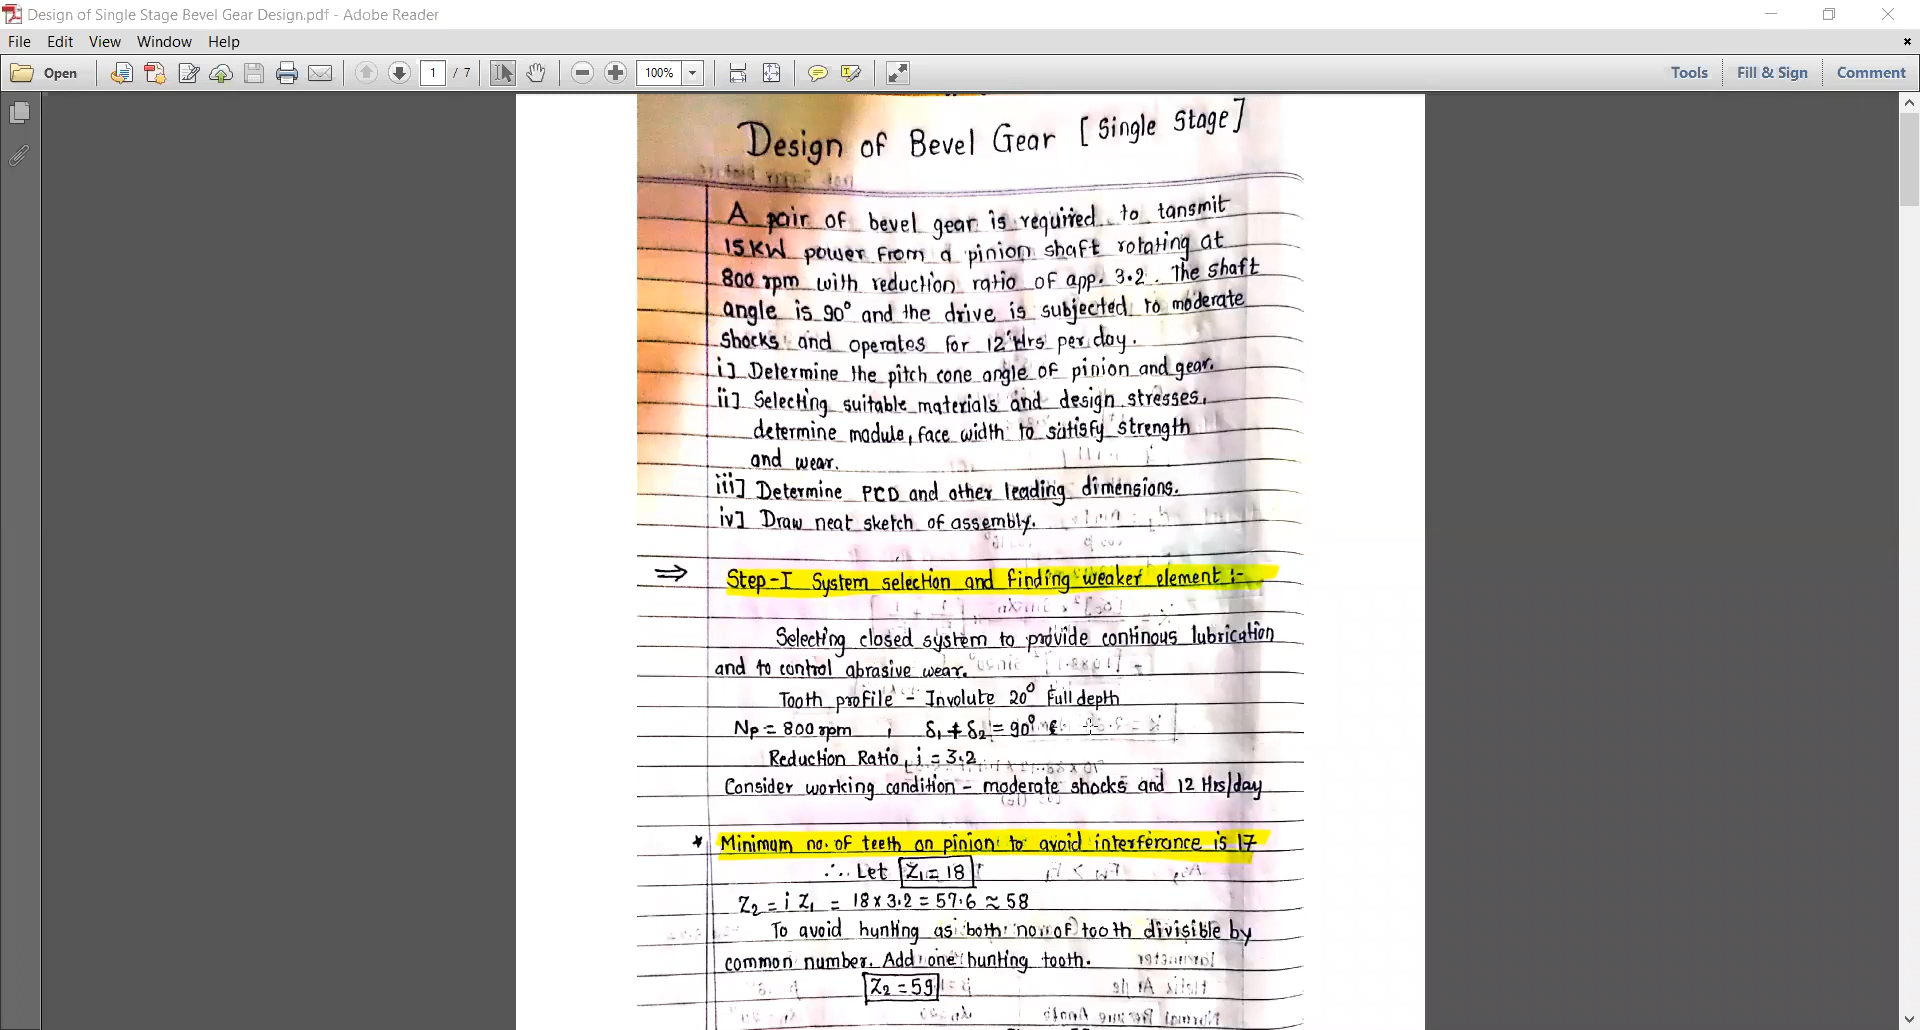 Design of Single Stage Bevel Gear Design.pdf - Adobe Reader
File Edit View Window Help
Open 1 / 7 100% Tools Fill & Sign Comment
Design of Bevel Gear [Single Stage]
A pair of bevel gear is required to tansmit
15KW power from a pinion shaft rotating at
800 rpm with reduction ratio of app. 3.2. The shaft
angle is 90° and the drive is subjected to moderate
shocks and operates for 12 Hrs per day.
i] Determine the pitch cone angle of pinion and gear.
ii] Selecting suitable materials and design stresses,
determine module, face width to satisfy strength
and wear.
iii] Determine PCD and other leading dimensions.
iv] Draw neat sketch of assembly.
⇒ Step-I System selection and finding weaker element :-
Selecting closed system to provide continous lubrication
and to control abrasive wear.
Tooth profile - Involute 20° full depth
Np = 800 rpm ; δ₁ + δ₂ = 90°
Reduction Ratio, i = 3.2
Consider working condition - moderate shocks and 12 Hrs/day
* Minimum no. of teeth on pinion to avoid interferance is 17
∴ Let Z₁ = 18
Z₂ = i Z₁ = 18 x 3.2 = 57.6 ≈ 58
To avoid hunting as both no. of tooth divisible by
common number. Add one hunting tooth.
Z₂ = 59